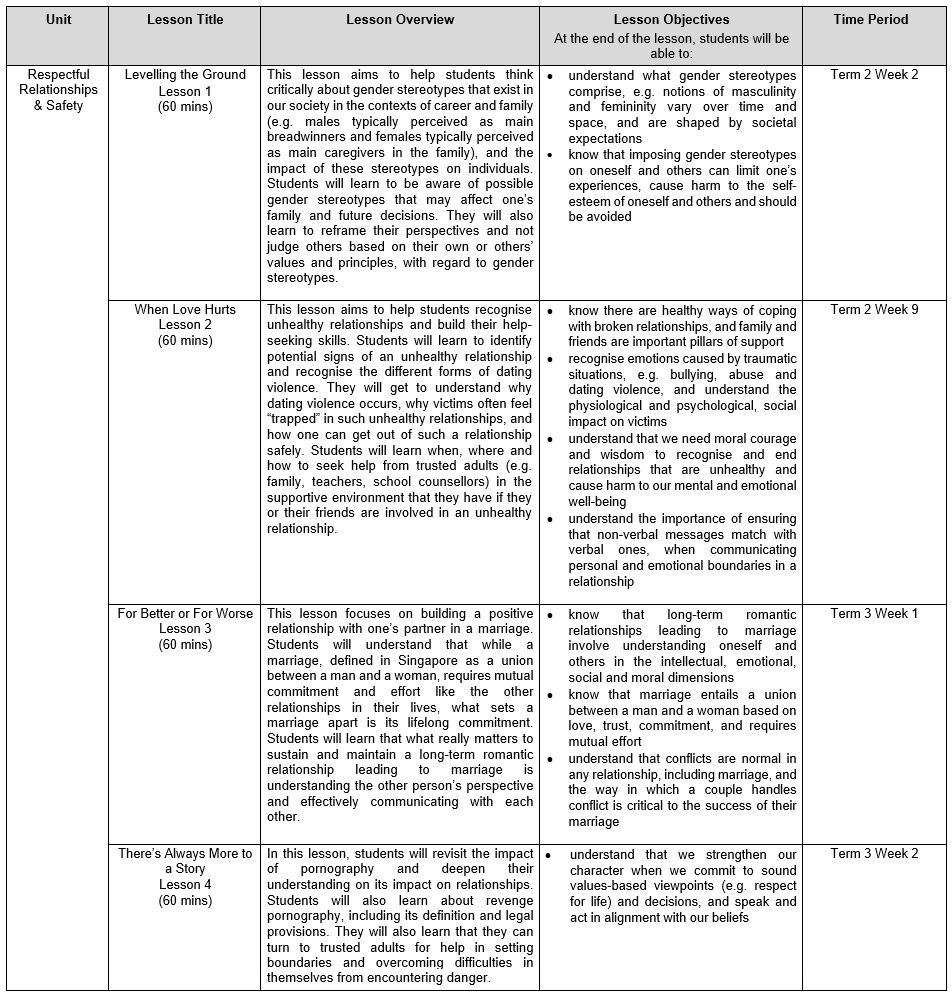 Unit
Lesson Title
Lesson Overview
Lesson Objectives
At the end of the lesson, students will be
able to:
Time Period
Respectful
Relationships
& Safety
Levelling the Ground
Lesson 1
(60 mins)
This lesson aims to help students think
critically about gender stereotypes that exist in
our society in the contexts of career and family
(e.g. males typically perceived as main
breadwinners and females typically perceived
as main caregivers in the family), and the
impact of these stereotypes on individuals.
Students will learn to be aware of possible
gender stereotypes that may affect one's
family and future decisions. They will also
learn to reframe their perspectives and not
judge others based on their own or others'
values and principles, with regard to gender
stereotypes.
• understand what gender stereotypes
comprise, e.g. notions of masculinity
and femininity vary over time and
space, and are shaped by societal
expectations
• know that imposing gender stereotypes
on oneself and others can limit one's
experiences, cause harm to the self-
esteem of oneself and others and should
be avoided
Term 2 Week 2
When Love Hurts
Lesson 2
(60 mins)
This lesson aims to help students recognise
unhealthy relationships and build their help-
seeking skills. Students will learn to identify
potential signs of an unhealthy relationship
and recognise the different forms of dating
violence. They will get to understand why
dating violence occurs, why victims often feel
"trapped" in such unhealthy relationships, and
how one can get out of such a relationship
safely. Students will learn when, where and
how to seek help from trusted adults (e.g.
family, teachers, school counsellors) in the
supportive environment that they have if they
or their friends are involved in an unhealthy
relationship.
• know there are healthy ways of coping
with broken relationships, and family and
friends are important pillars of support
• recognise emotions caused by traumatic
situations, e.g. bullying, abuse and
dating violence, and understand the
physiological and psychological, social
impact on victims
• understand that we need moral courage
and wisdom to recognise and end
relationships that are unhealthy and
cause harm to our mental and emotional
well-being
• understand the importance of ensuring
that non-verbal messages match with
verbal ones, when communicating
personal and emotional boundaries in a
relationship
Term 2 Week 9
For Better or For Worse
Lesson 3
(60 mins)
This lesson focuses on building a positive
relationship with one's partner in a marriage.
Students will understand that while a
marriage, defined in Singapore as a union
between a man and a woman, requires mutual
commitment and effort like the other
relationships in their lives, what sets a
marriage apart is its lifelong commitment.
Students will learn that what really matters to
sustain and maintain a long-term romantic
relationship leading to marriage is
understanding the other person's perspective
and effectively communicating with each
other.
• know that long-term romantic
relationships leading to marriage
involve understanding oneself and
others in the intellectual, emotional,
social and moral dimensions
• know that marriage entails a union
between a man and a woman based on
love, trust, commitment, and requires
mutual effort
• understand that conflicts are normal in
any relationship, including marriage, and
the way in which a couple handles
conflict is critical to the success of their
marriage
Term 3 Week 1
There's Always More to
a Story
Lesson 4
(60 mins)
In this lesson, students will revisit the impact
of pornography and deepen their
understanding on its impact on relationships.
Students will also learn about revenge
pornography, including its definition and legal
provisions. They will also learn that they can
turn to trusted adults for help in setting
boundaries and overcoming difficulties in
themselves from encountering danger.
• understand that we strengthen our
character when we commit to sound
values-based viewpoints (e.g. respect
for life) and decisions, and speak and
act in alignment with our beliefs
Term 3 Week 2